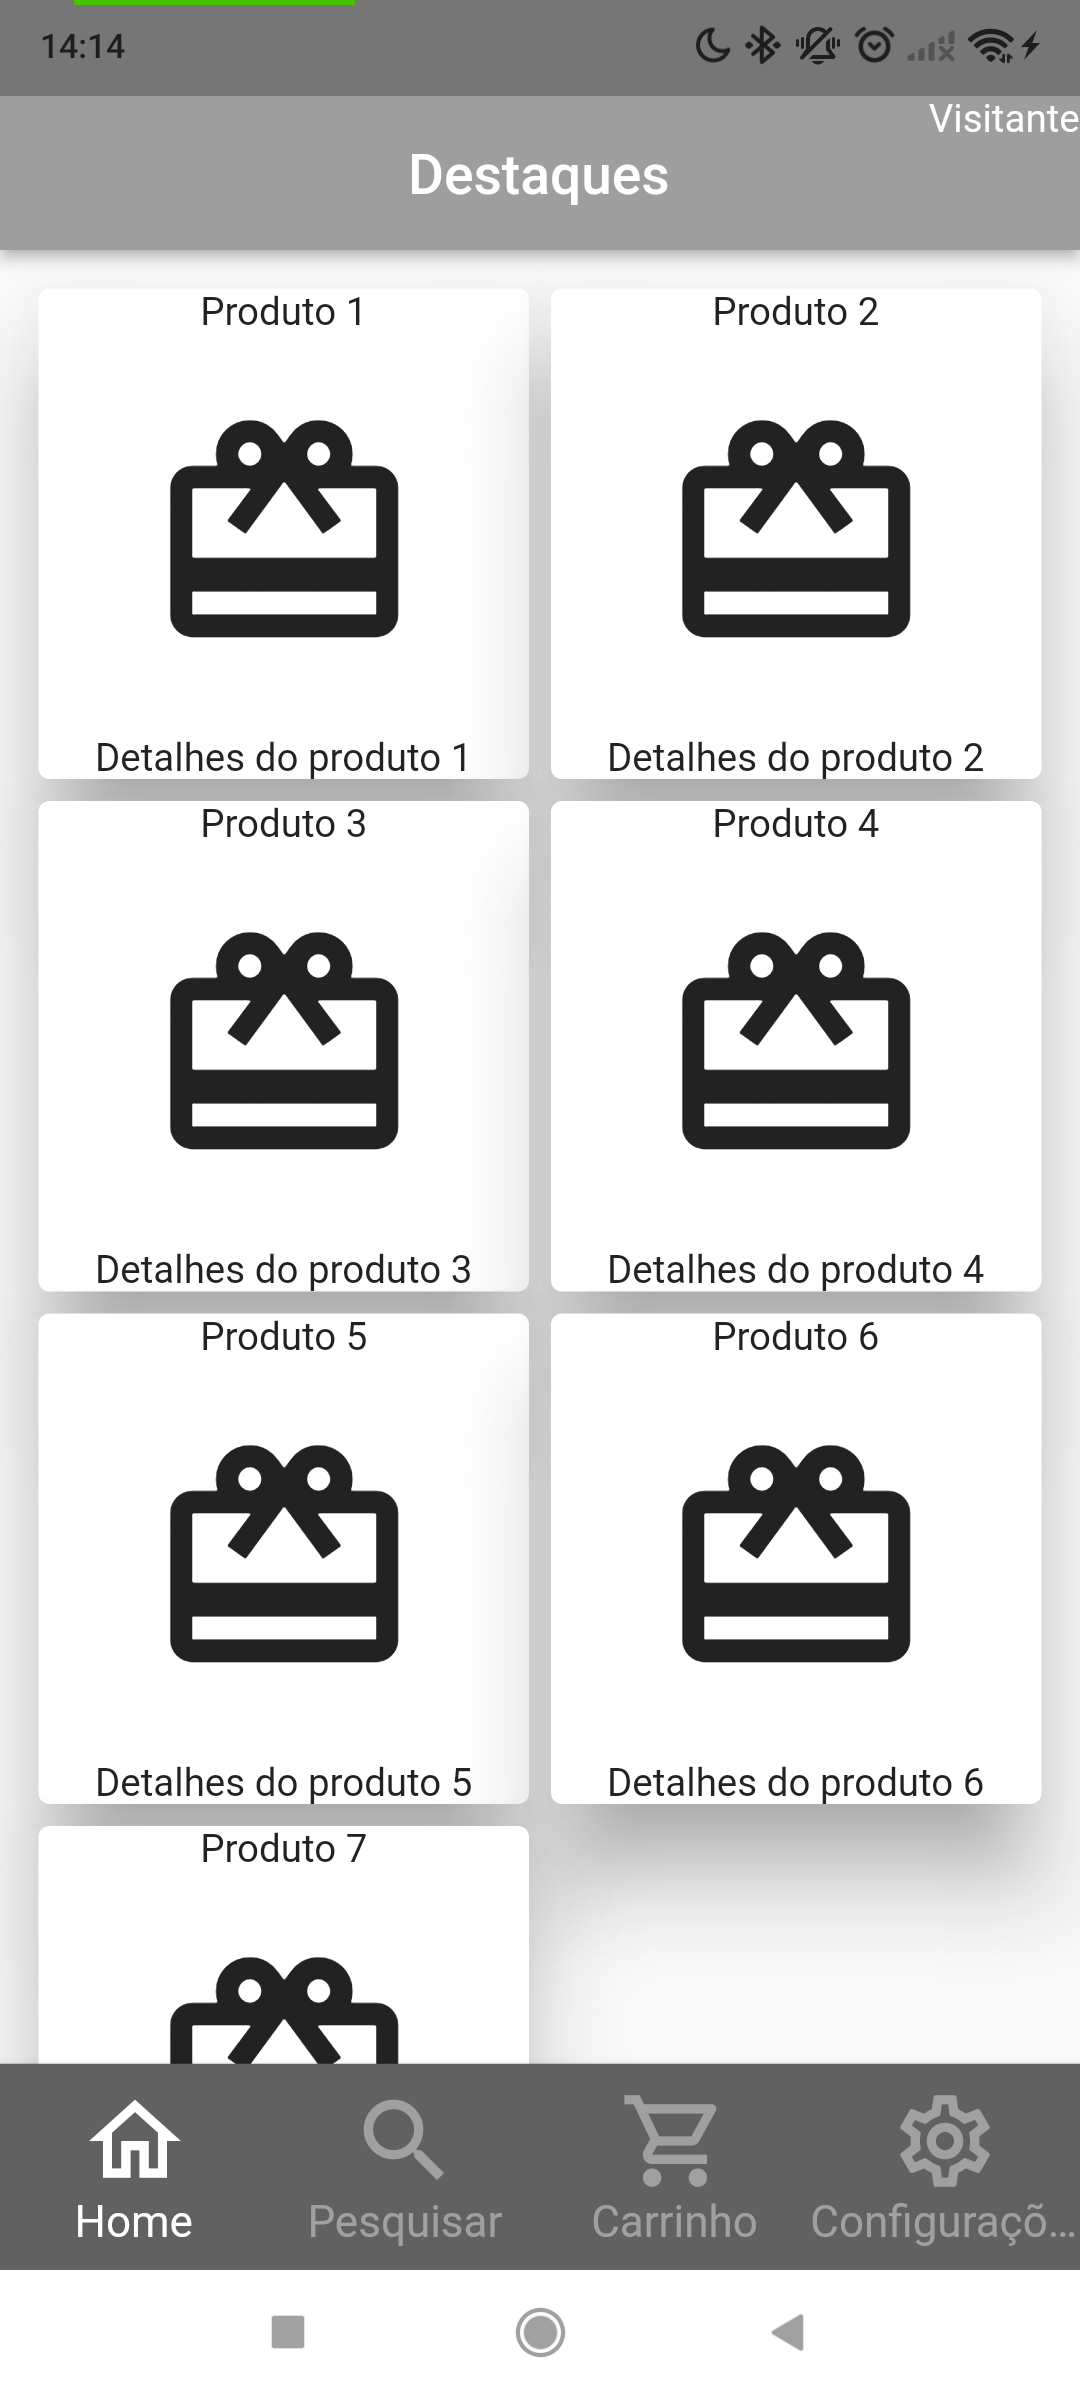 14:14
Visitante
Destaques
Produto 1
Produto 2
Detalhes do produto 1
Detalhes do produto 2
Produto 3
Produto 4
Detalhes do produto 3
Detalhes do produto 4
Produto 5
Produto 6
Detalhes do produto 5
Detalhes do produto 6
Produto 7
Home
Pesquisar
Carrinho
Configuraçõ...